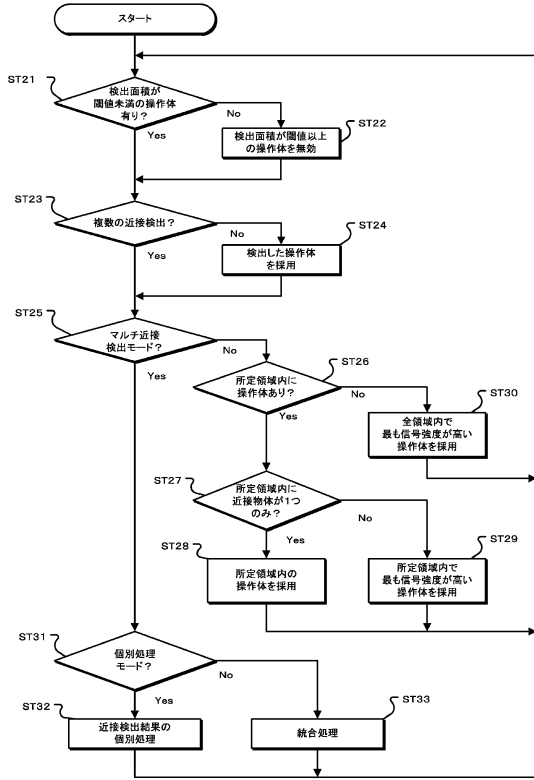 スタート
ST21
検出面積が
閾値未満の操作体
有り？
No
Yes
ST22
検出面積が閾値以上
の操作体を無効
ST23
複数の近接検出？
No
Yes
ST24
検出した操作体
を採用
ST25
マルチ近接
検出モード？
No
Yes
ST26
所定領域内に
操作体あり？
No
Yes
ST30
全領域内で
最も信号強度が高い
操作体を採用
ST27
所定領域内に
近接物体が1つ
のみ？
No
Yes
ST28
所定領域内の
操作体を採用
ST29
所定領域内で
最も信号強度が高い
操作体を採用
ST31
個別処理
モード？
No
Yes
ST32
近接検出結果の
個別処理
ST33
統合処理